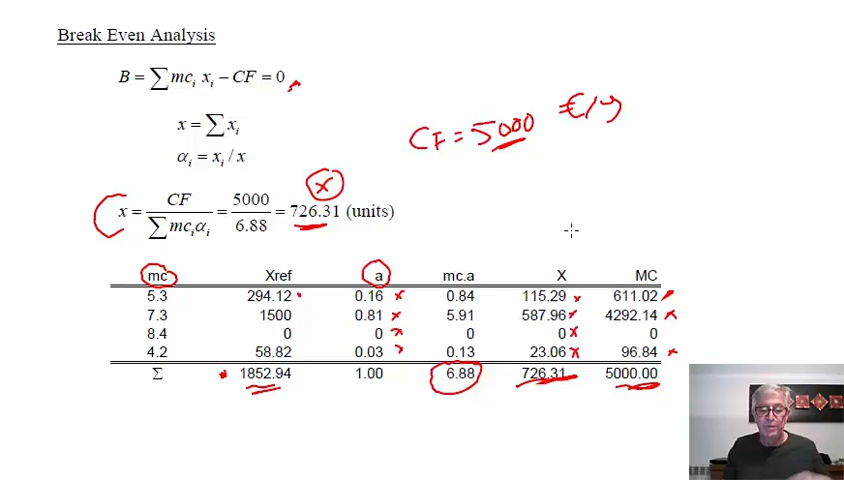 Break Even Analysis
B = ∑ mcᵢ xᵢ − CF = 0
x = ∑ xᵢ
CF = 5000 €/y
αᵢ = xᵢ / x
x
x = CF / ∑ mcᵢαᵢ = 5000 / 6.88 = 726.31 (units)
mc Xref a mc.a X MC
5.3 294.12 0.16 0.84 115.29 611.02
7.3 1500 0.81 5.91 587.96 4292.14
8.4 0 0 0 0 0
4.2 58.82 0.03 0.13 23.06 96.84
Σ 1852.94 1.00 6.88 726.31 5000.00